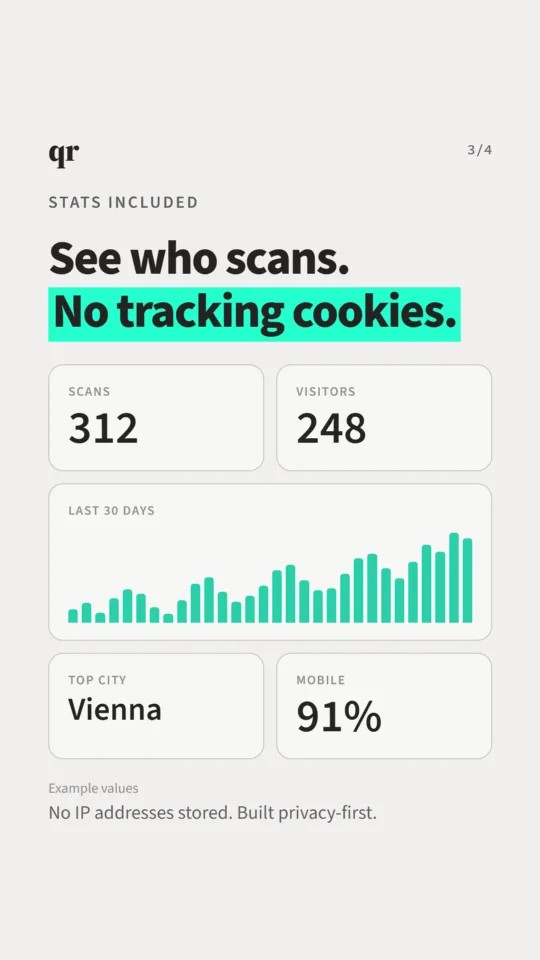 qr
3/4
STATS INCLUDED
See who scans.
No tracking cookies.
SCANS
312
VISITORS
248
LAST 30 DAYS
TOP CITY
Vienna
MOBILE
91%
Example values
No IP addresses stored. Built privacy-first.